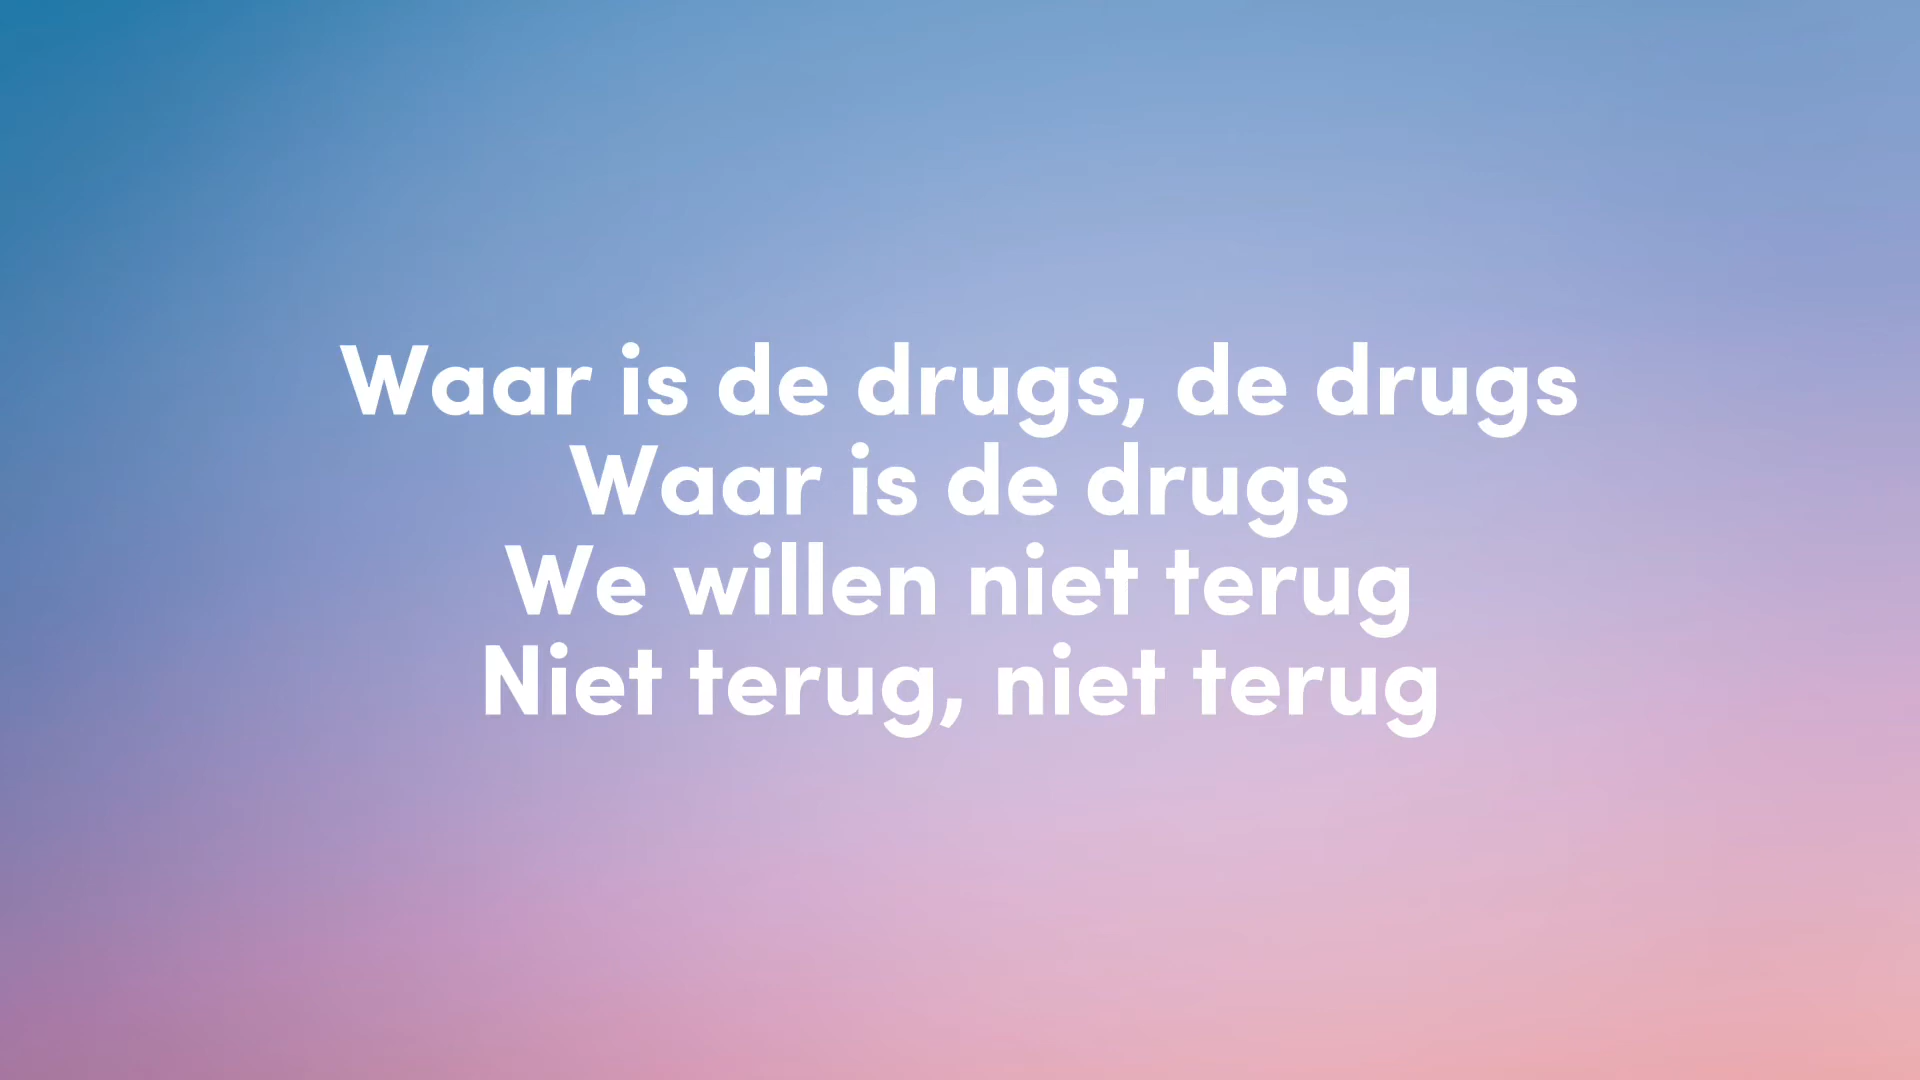 Waar is de drugs, de drugs
Waar is de drugs
We willen niet terug
Niet terug, niet terug